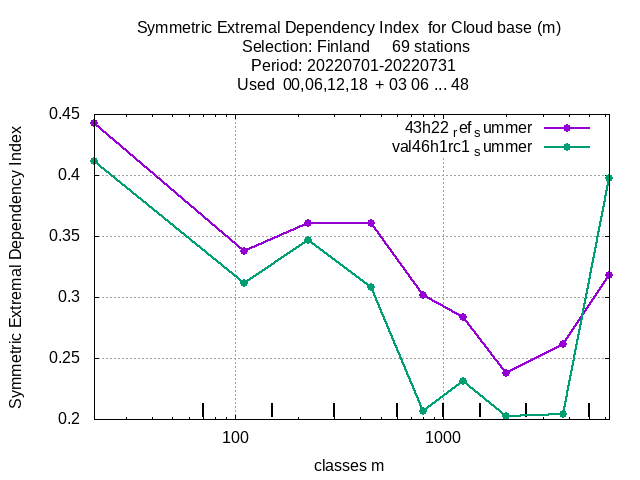 Symmetric Extremal Dependency Index  for Cloud base (m)
Selection: Finland     69 stations
Period: 20220701-20220731
Used  00,06,12,18  + 03 06 ... 48
43h22 ref summer
val46h1rc1 summer
Symmetric Extremal Dependency Index
0.45
0.4
0.35
0.3
0.25
0.2
100
1000
classes m